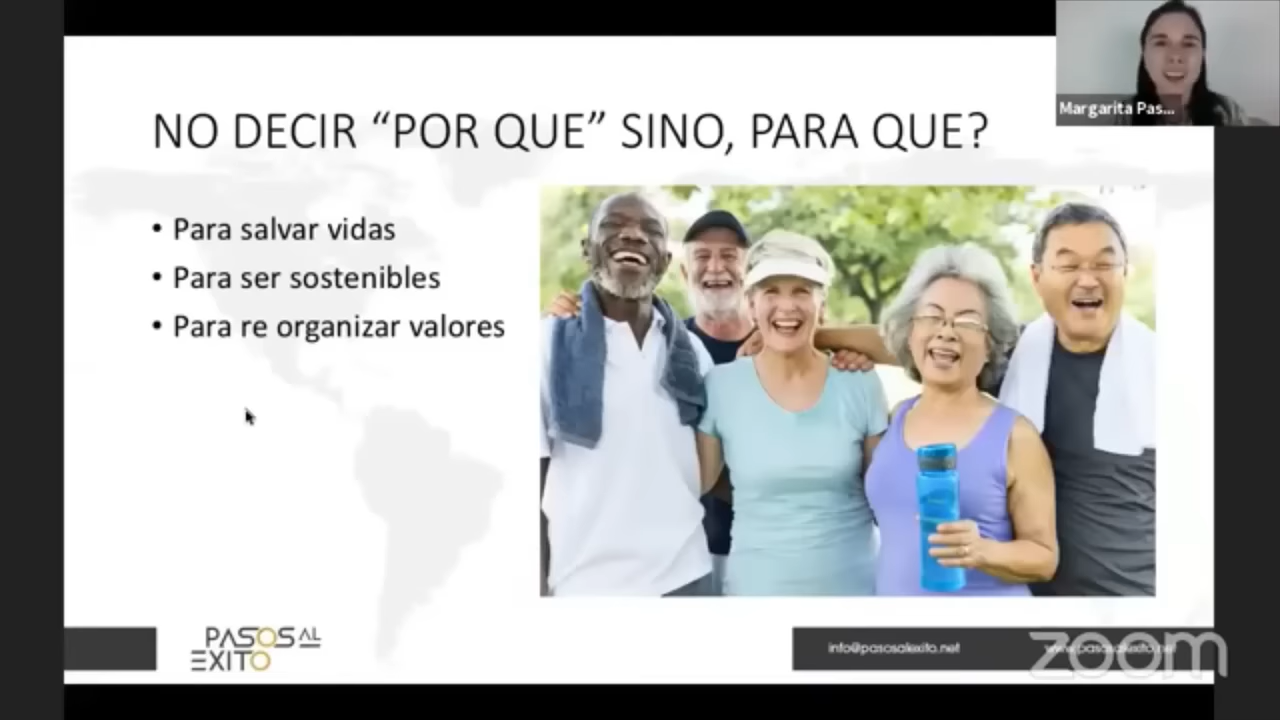 NO DECIR “POR QUE” SINO, PARA QUE?
Margarita Pas...
• Para salvar vidas
• Para ser sostenibles
• Para re organizar valores
PASOS AL
EXITO
info@pasosalexito.net
www.pasosalexito.net
zoom